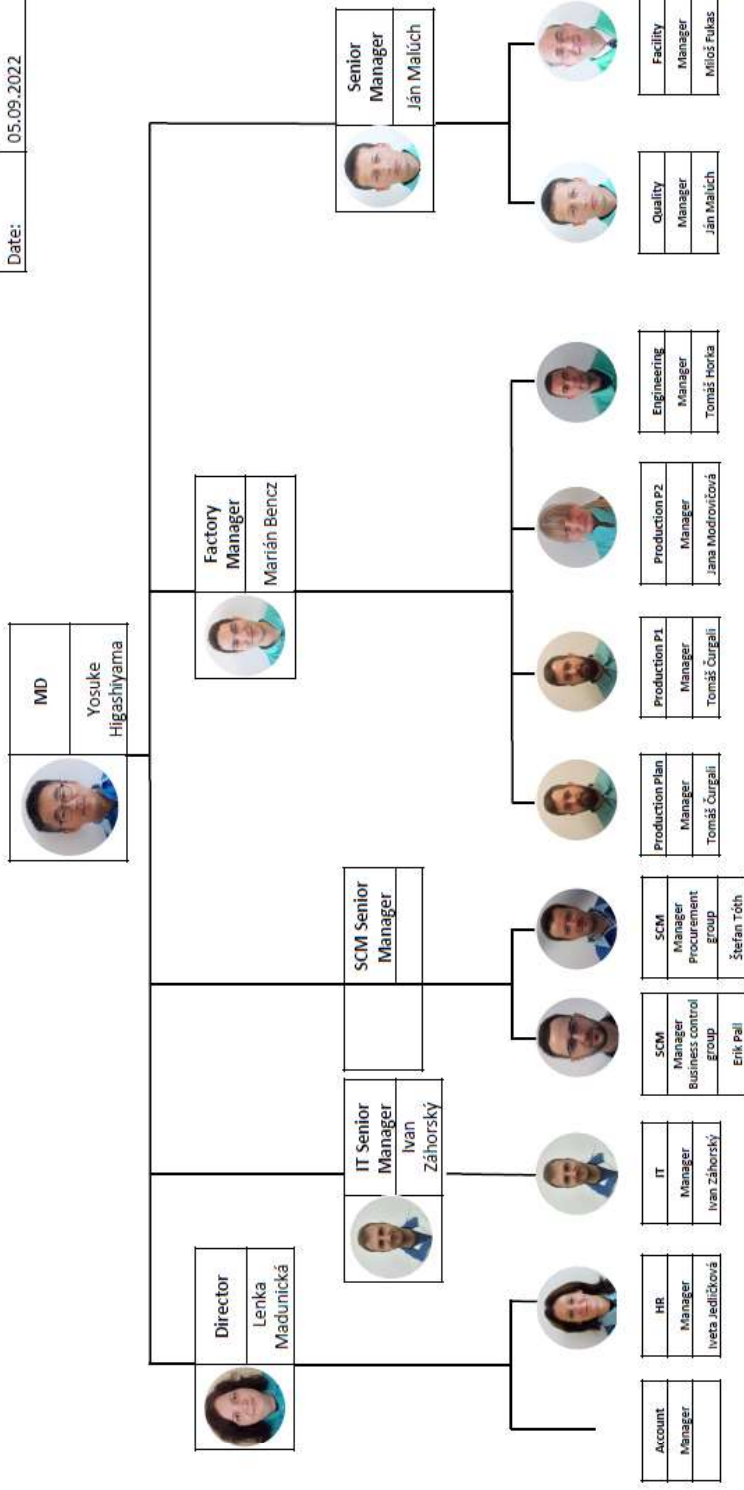 Date:
05.09.2022
MD
Yosuke
Higashiyama
Director
Lenka
Madunická
Factory
Manager
Marián Bencz
IT Senior
Manager
Ivan
Záhorský
SCM Senior
Manager
Senior
Manager
Ján Malúch
Account
Manager
HR
Manager
Iveta Jedličková
IT
Manager
Ivan Záhorský
SCM
Manager
Business control
group
Erik Pall
SCM
Manager
Procurement
group
Štefan Tóth
Production Plan
Manager
Tomáš Čurgali
Production P1
Manager
Tomáš Čurgali
Production P2
Manager
Jana Modrovičová
Engineering
Manager
Tomáš Horka
Quality
Manager
Ján Malúch
Facility
Manager
Miloš Fukas